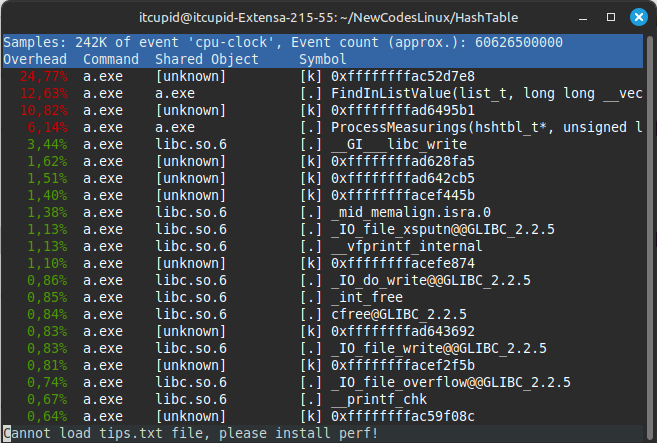 itcupid@itcupid-Extensa-215-55: ~/NewCodesLinux/HashTable
Samples: 242K of event 'cpu-clock', Event count (approx.): 60626500000
Overhead  Command  Shared Object     Symbol
24,77%  a.exe    [unknown]         [k] 0xffffffffac52d7e8
12,63%  a.exe    a.exe             [.] FindInListValue(list_t, long long __vec
10,82%  a.exe    [unknown]         [k] 0xffffffffad6495b1
6,14%  a.exe    a.exe             [.] ProcessMeasurings(hshtbl_t*, unsigned l
3,44%  a.exe    libc.so.6         [.] __GI___libc_write
1,62%  a.exe    [unknown]         [k] 0xffffffffad628fa5
1,51%  a.exe    [unknown]         [k] 0xffffffffad642cb5
1,40%  a.exe    [unknown]         [k] 0xffffffffacef445b
1,38%  a.exe    libc.so.6         [.] _mid_memalign.isra.0
1,13%  a.exe    libc.so.6         [.] _IO_file_xsputn@@GLIBC_2.2.5
1,13%  a.exe    libc.so.6         [.] __vfprintf_internal
1,10%  a.exe    [unknown]         [k] 0xffffffffacefe874
0,86%  a.exe    libc.so.6         [.] _IO_do_write@@GLIBC_2.2.5
0,85%  a.exe    libc.so.6         [.] _int_free
0,84%  a.exe    libc.so.6         [.] cfree@GLIBC_2.2.5
0,83%  a.exe    [unknown]         [k] 0xffffffffad643692
0,83%  a.exe    libc.so.6         [.] _IO_file_write@@GLIBC_2.2.5
0,81%  a.exe    [unknown]         [k] 0xffffffffacef2f5b
0,74%  a.exe    libc.so.6         [.] _IO_file_overflow@@GLIBC_2.2.5
0,67%  a.exe    libc.so.6         [.] __printf_chk
0,64%  a.exe    [unknown]         [k] 0xffffffffac59f08c
Cannot load tips.txt file, please install perf!